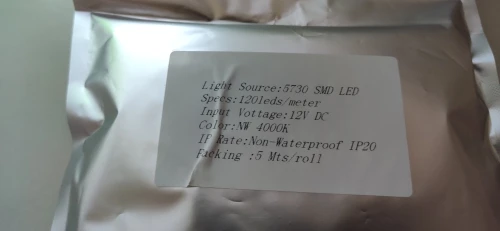 Light Source:5730 SMD LED
Specs:120leds/meter
Input Vottage:12V DC
Color:NW 4000K
IP Rate:Non-Waterproof IP20
Packing :5 Mts/roll